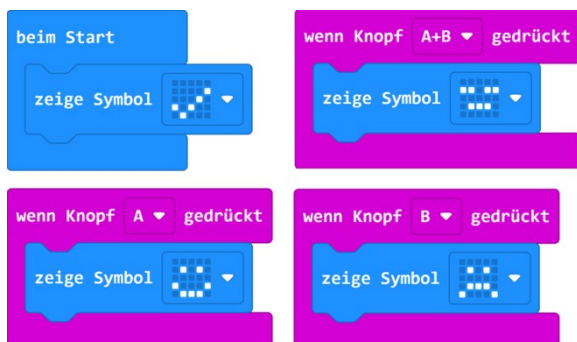 beim Start
zeige Symbol
wenn Knopf A+B gedrückt
zeige Symbol
wenn Knopf A gedrückt
zeige Symbol
wenn Knopf B gedrückt
zeige Symbol